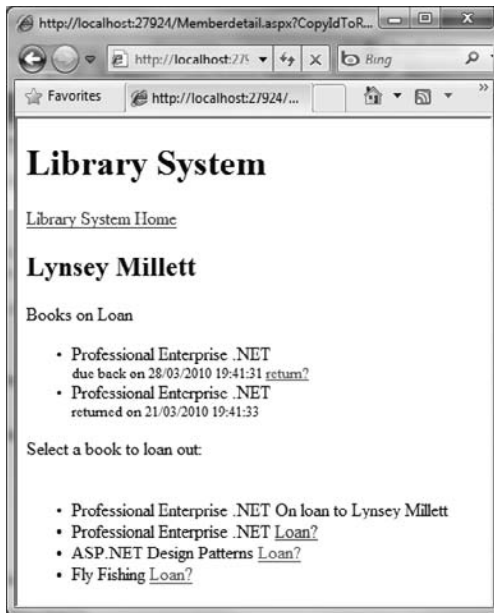 http://localhost:27924/Memberdetail.aspx?CopyIdToR...
http://localhost:279
Bing
Favorites
http://localhost:27924/...
Library System
Library System Home
Lynsey Millett
Books on Loan
• Professional Enterprise .NET
due back on 28/03/2010 19:41:31 return?
• Professional Enterprise .NET
returned on 21/03/2010 19:41:33
Select a book to loan out:
• Professional Enterprise .NET On loan to Lynsey Millett
• Professional Enterprise .NET Loan?
• ASP.NET Design Patterns Loan?
• Fly Fishing Loan?